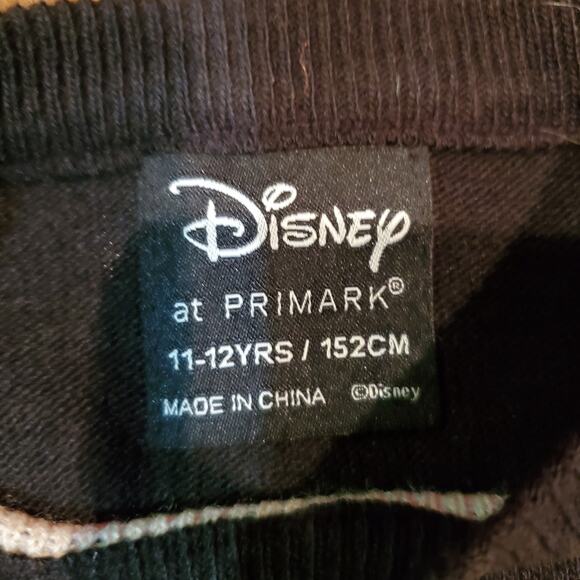 Disney
at PRIMARK®
11-12YRS / 152CM
MADE IN CHINA ©Disney